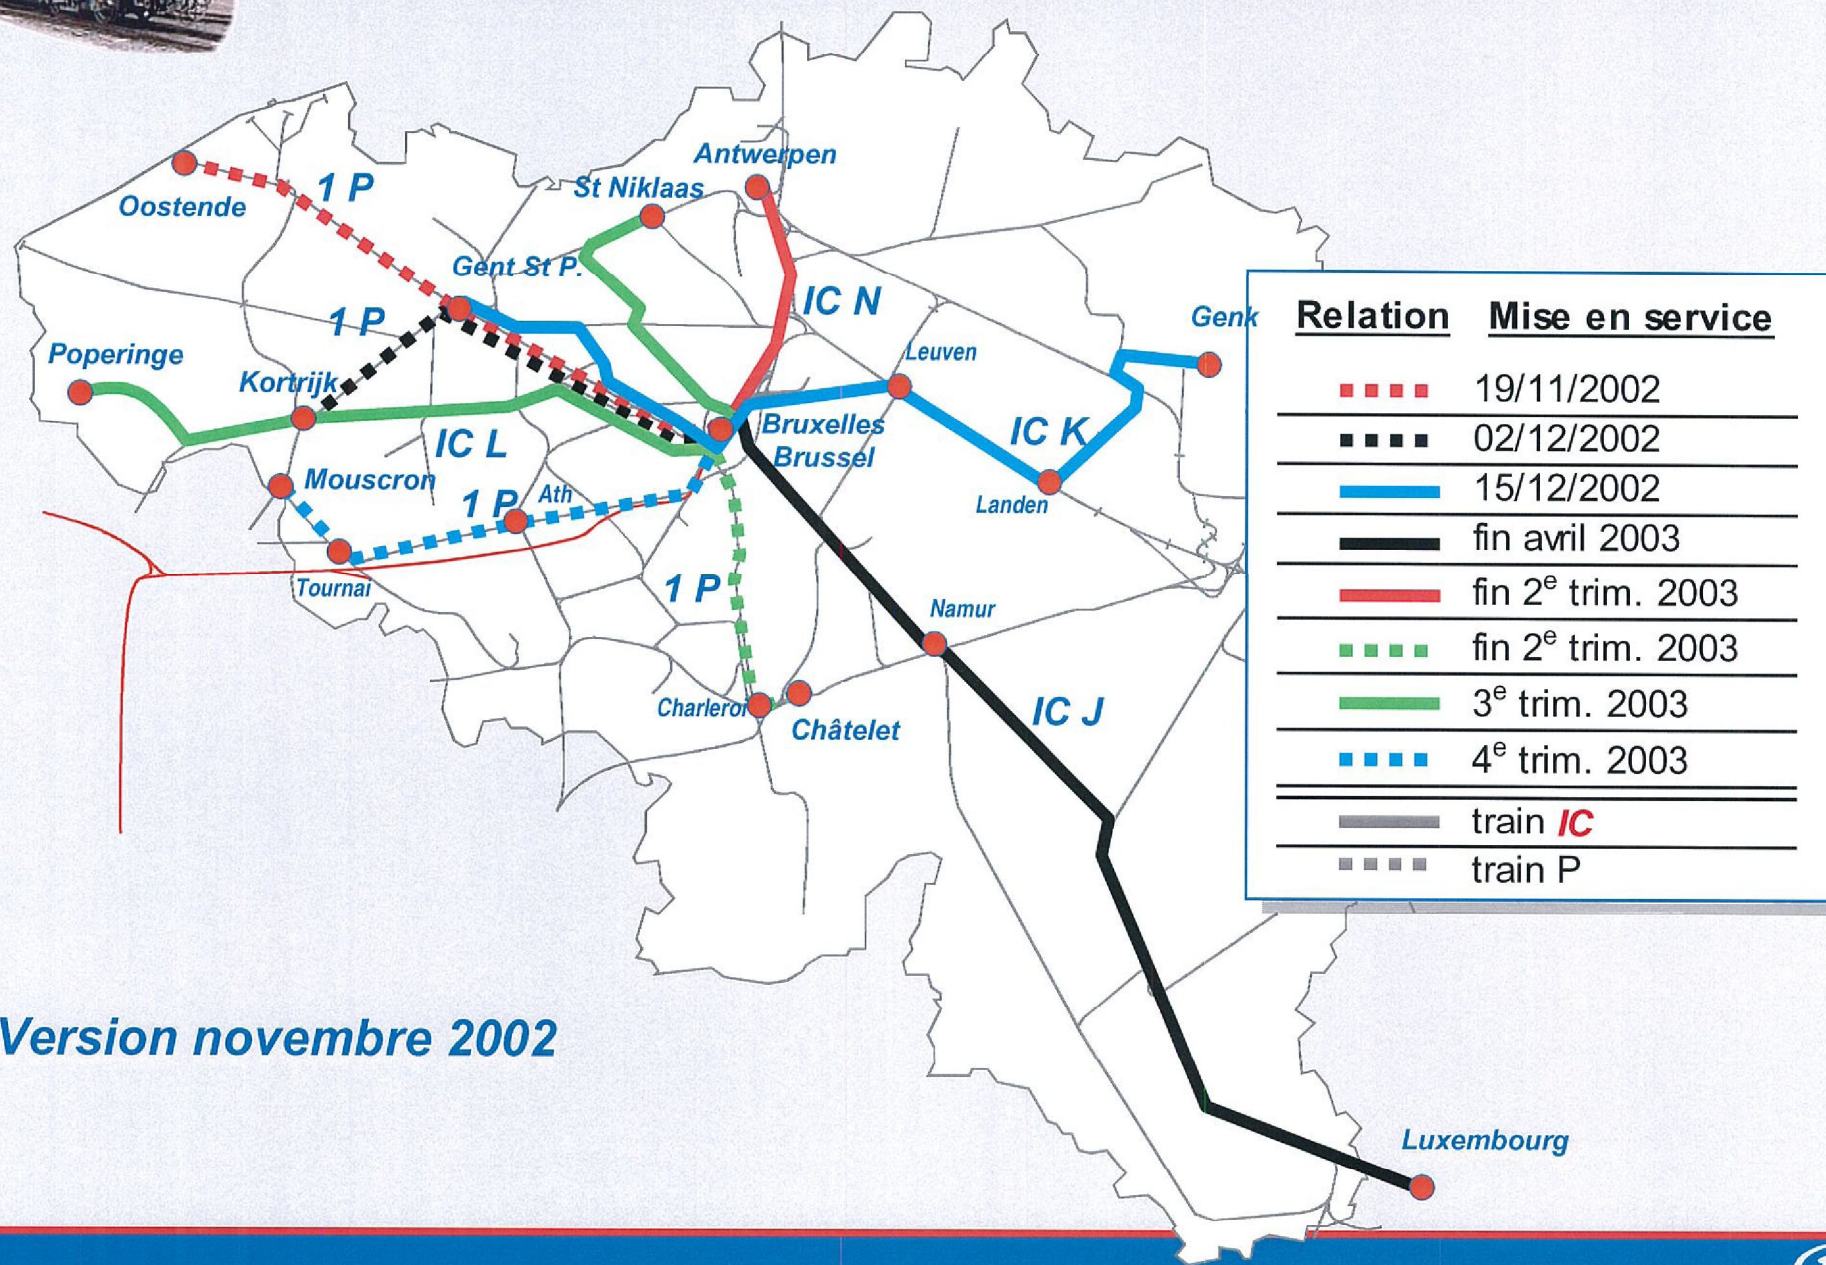 Antwerpen
St Niklaas
1 P
Oostende
Gent St P.
IC N
1 P
Genk
Poperinge
Leuven
Kortrijk
Bruxelles
Brussel
IC K
IC L
Mouscron
1 P
Ath
Landen
Tournai
1 P
Namur
Charleroi
Châtelet
IC J
Luxembourg
Relation Mise en service
19/11/2002
02/12/2002
15/12/2002
fin avril 2003
fin 2e trim. 2003
fin 2e trim. 2003
3e trim. 2003
4e trim. 2003
train IC
train P
Version novembre 2002